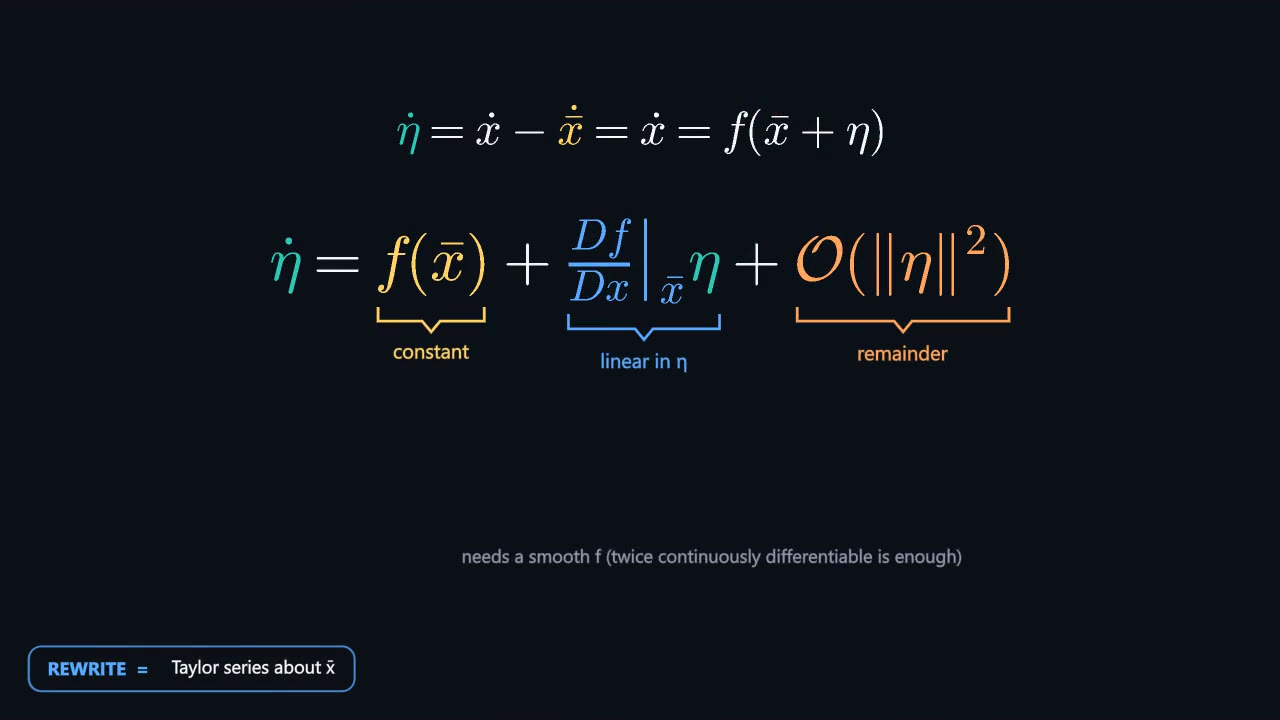 η̇ = ẋ − x̄̇ = ẋ = f(x̄ + η)
η̇ = f(x̄) + Df/Dx|x̄ η + 𝒪(||η||²)
constant
linear in η
remainder
needs a smooth f (twice continuously differentiable is enough)
REWRITE = Taylor series about x̄